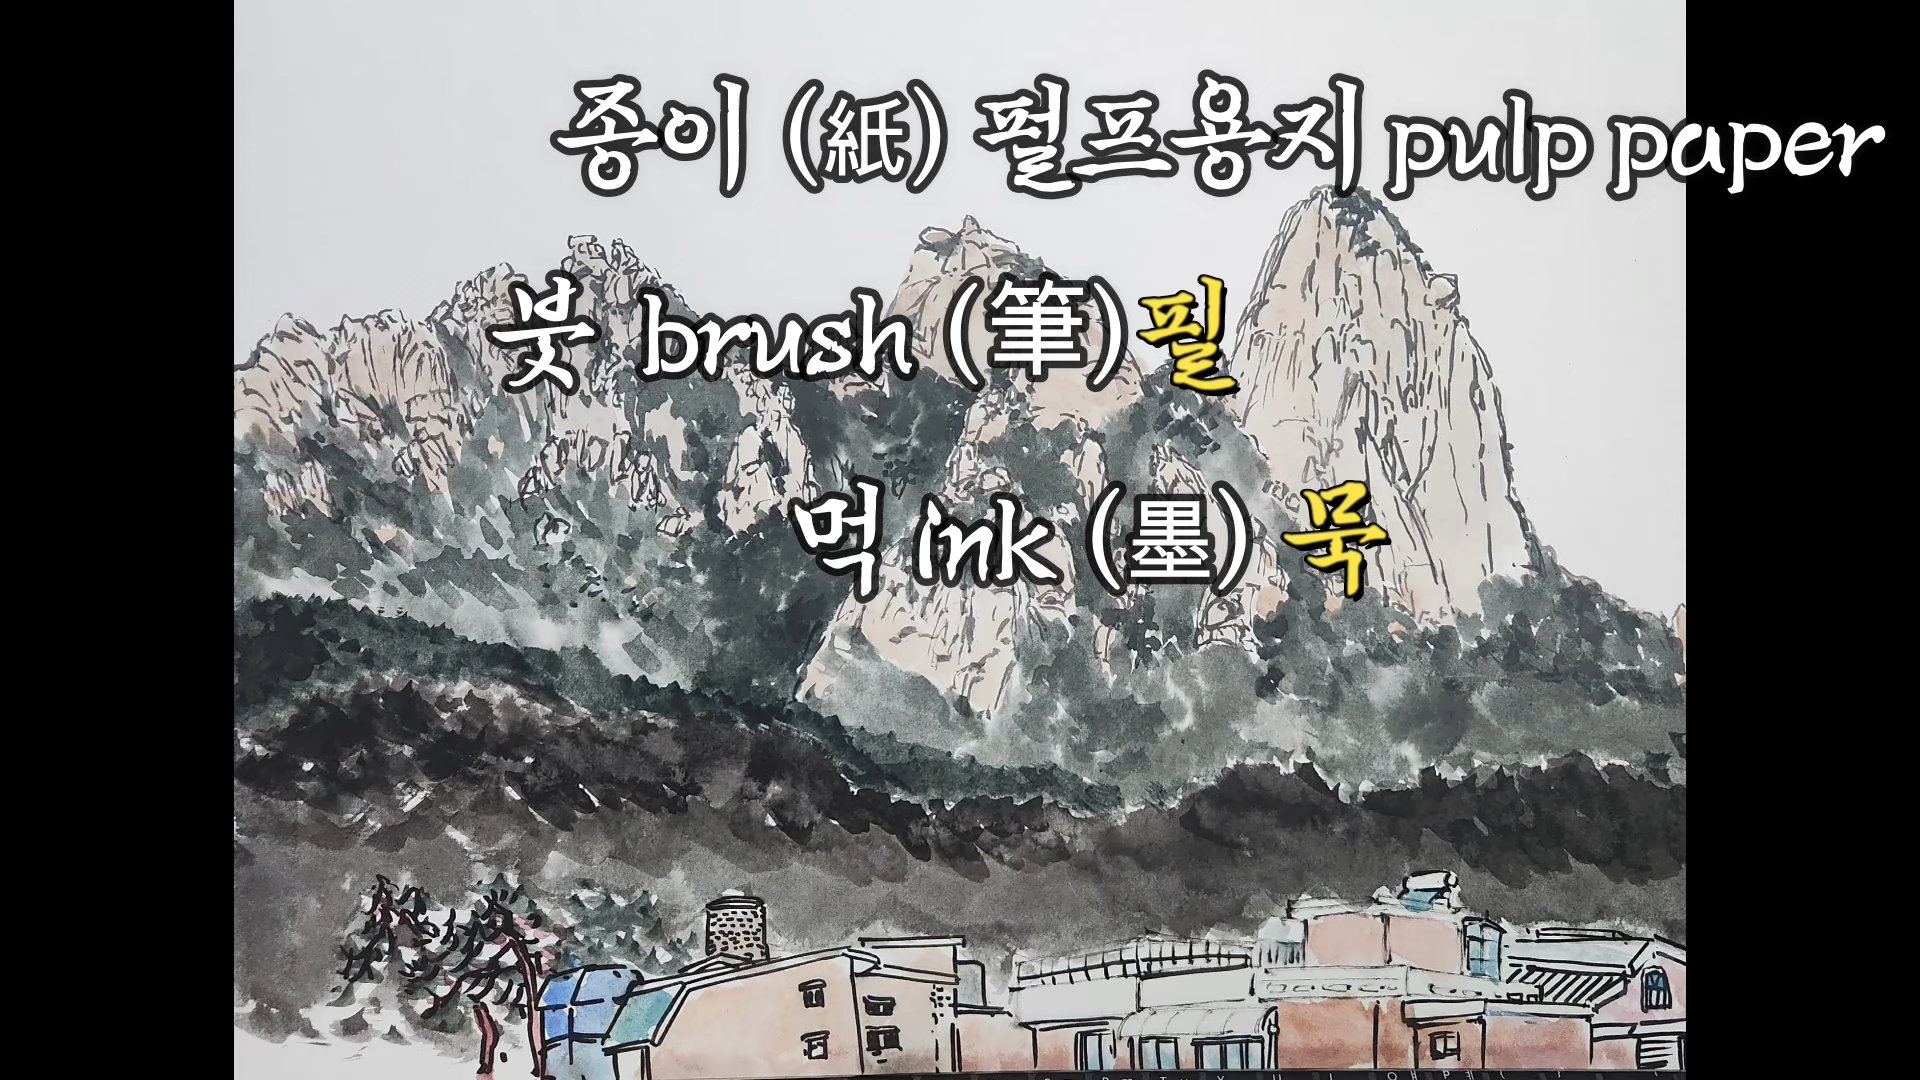 종이 (紙) 펄프용지 pulp paper
붓 brush (筆)필
먹 ink (墨) 묵